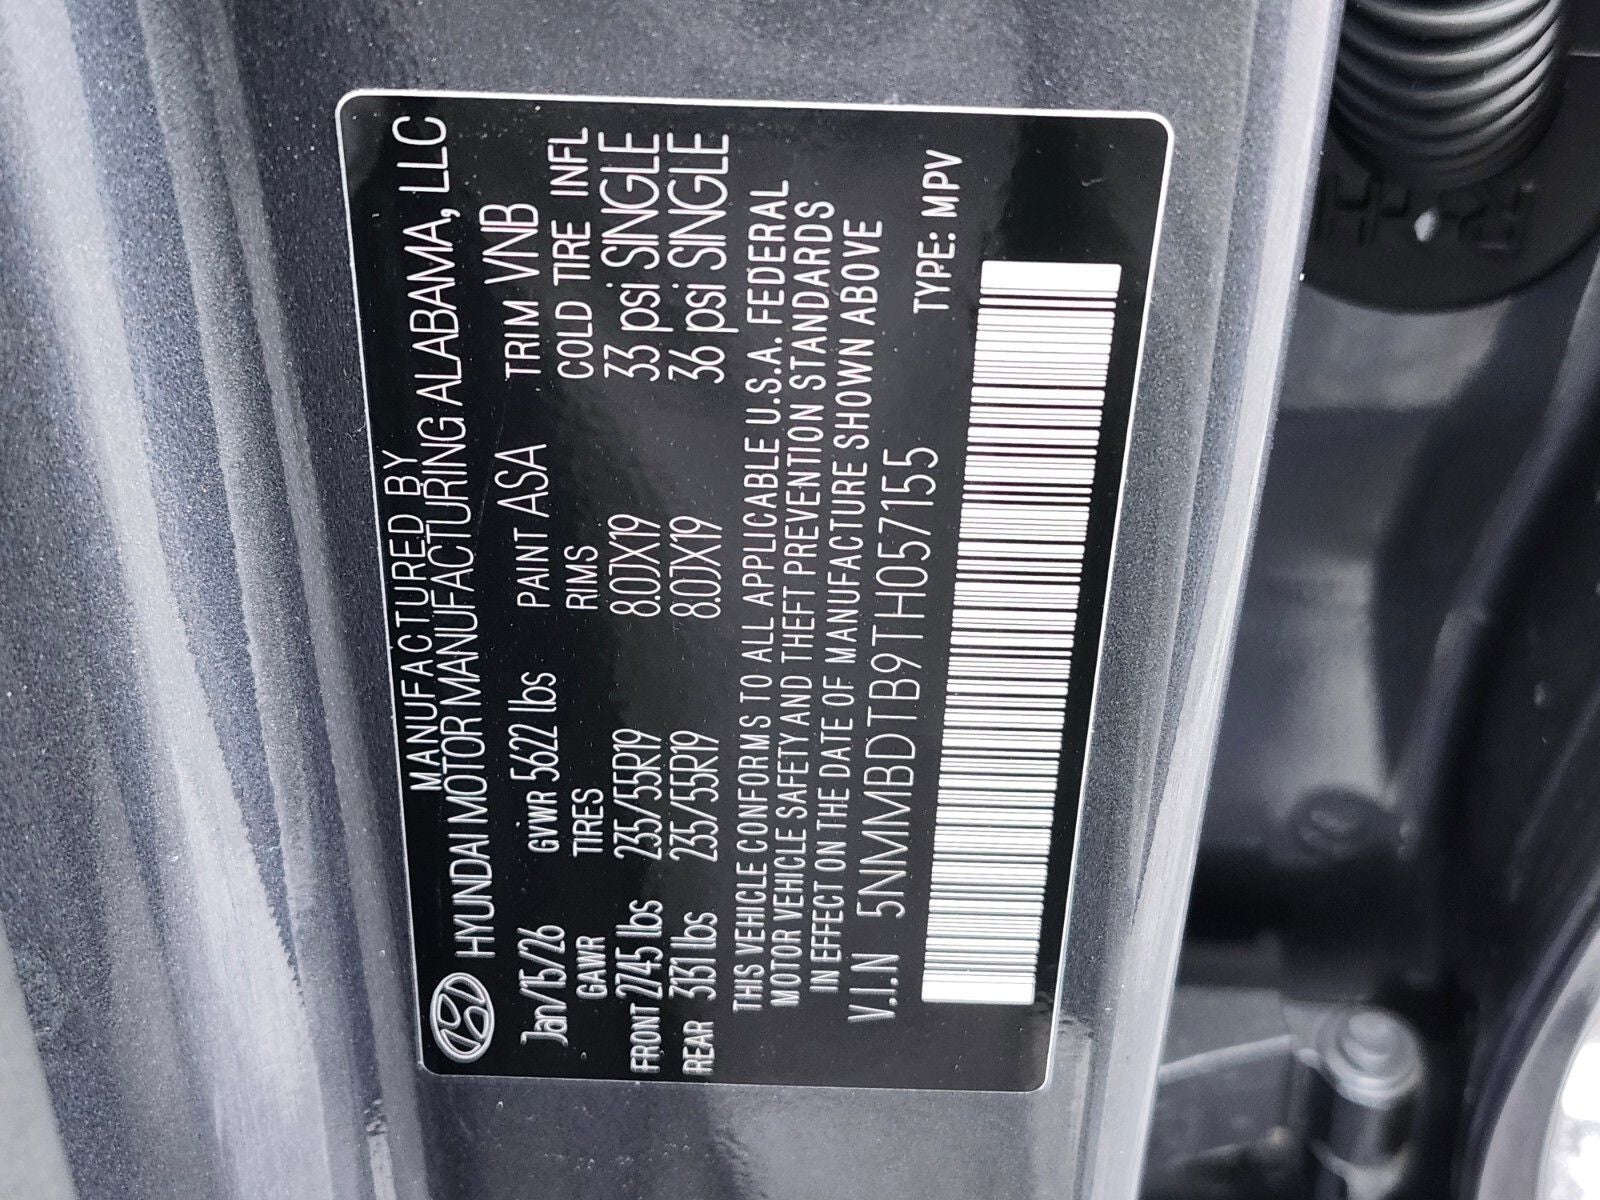 MANUFACTURED BY
HYUNDAI MOTOR MANUFACTURING ALABAMA, LLC
Jan/15/26 GVWR 5622 lbs PAINT ASA TRIM VNB
GAWR TIRES RIMS COLD TIRE INFL
FRONT 2745 lbs 235/55R19 8.0JX19 33 psi SINGLE
REAR 3131 lbs 235/55R19 8.0JX19 36 psi SINGLE
THIS VEHICLE CONFORMS TO ALL APPLICABLE U.S.A. FEDERAL
MOTOR VEHICLE SAFETY AND THEFT PREVENTION STANDARDS
IN EFFECT ON THE DATE OF MANUFACTURE SHOWN ABOVE
V.I.N 5NMMBDTB9TH057155 TYPE: MPV